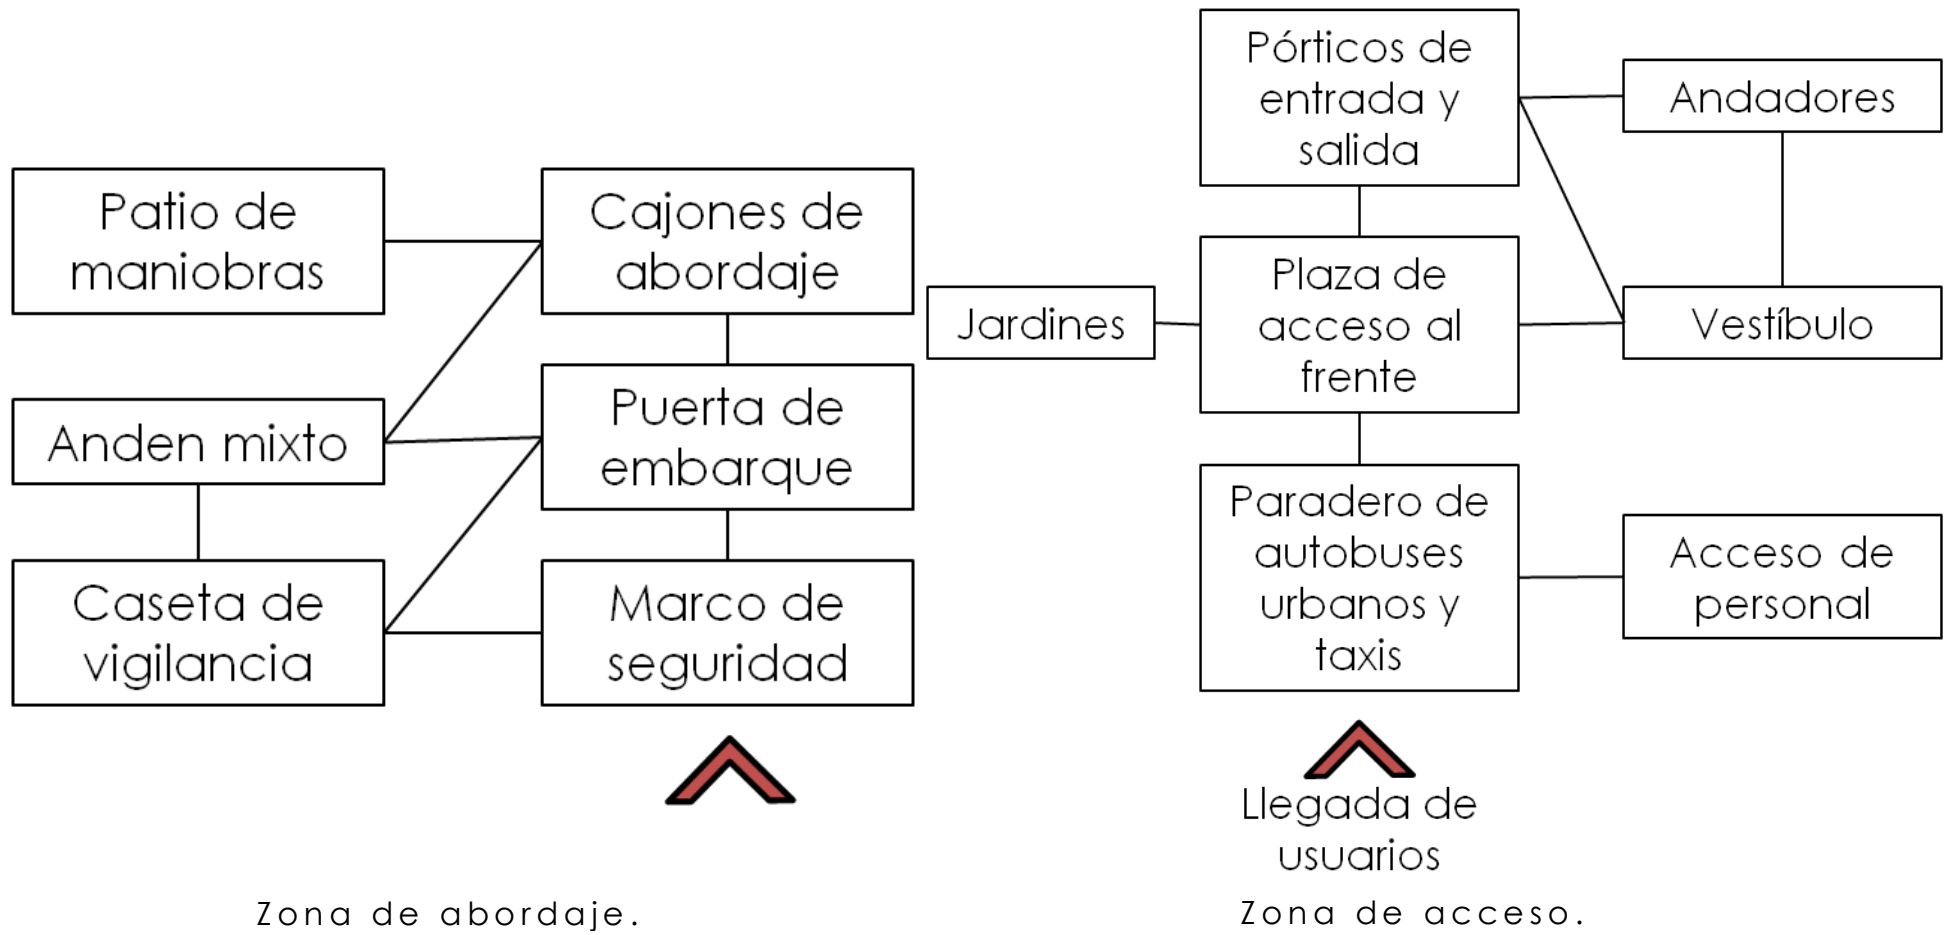 Patio de
maniobras
Cajones de
abordaje
Anden mixto
Puerta de
embarque
Caseta de
vigilancia
Marco de
seguridad
Zona de abordaje.
Pórticos de
entrada y
salida
Andadores
Jardines
Plaza de
acceso al
frente
Vestíbulo
Paradero de
autobuses
urbanos y
taxis
Acceso de
personal
Llegada de
usuarios
Zona de acceso.